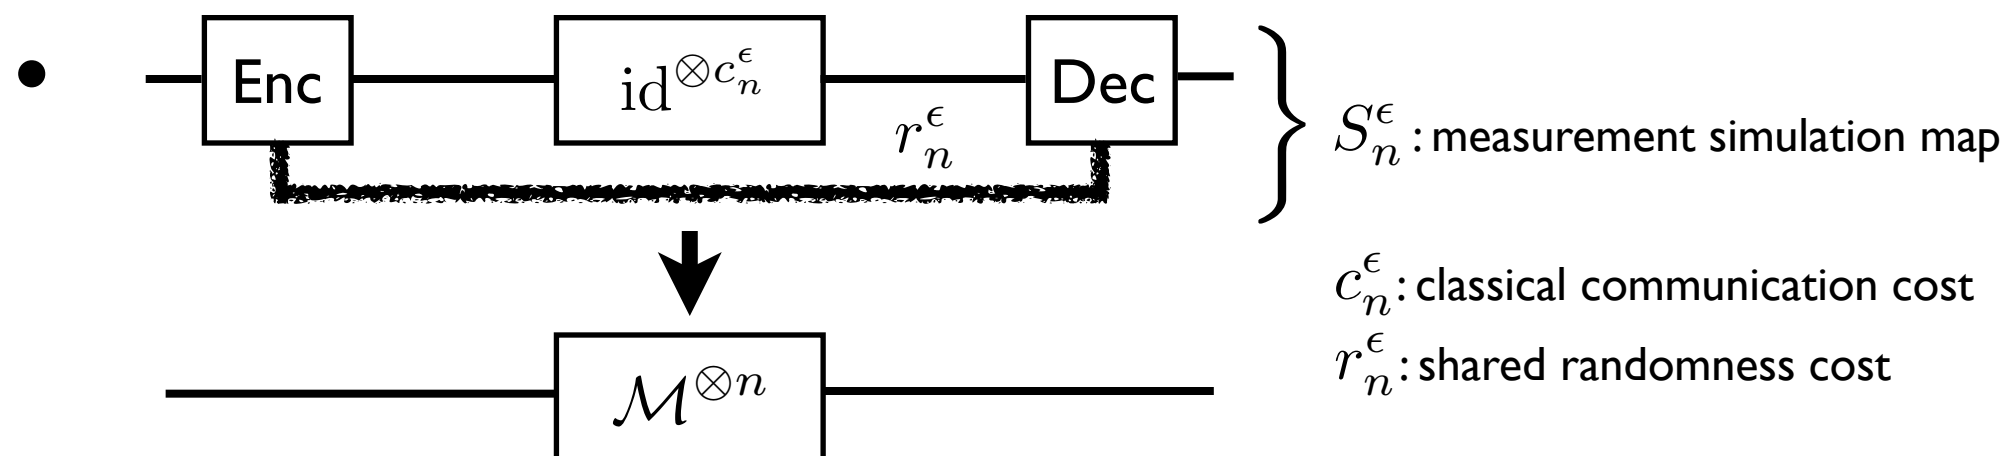 • Enc id^{⊗c_n^ϵ} Dec
r_n^ϵ
S_n^ϵ : measurement simulation map
c_n^ϵ : classical communication cost
r_n^ϵ : shared randomness cost
ℳ^{⊗n}